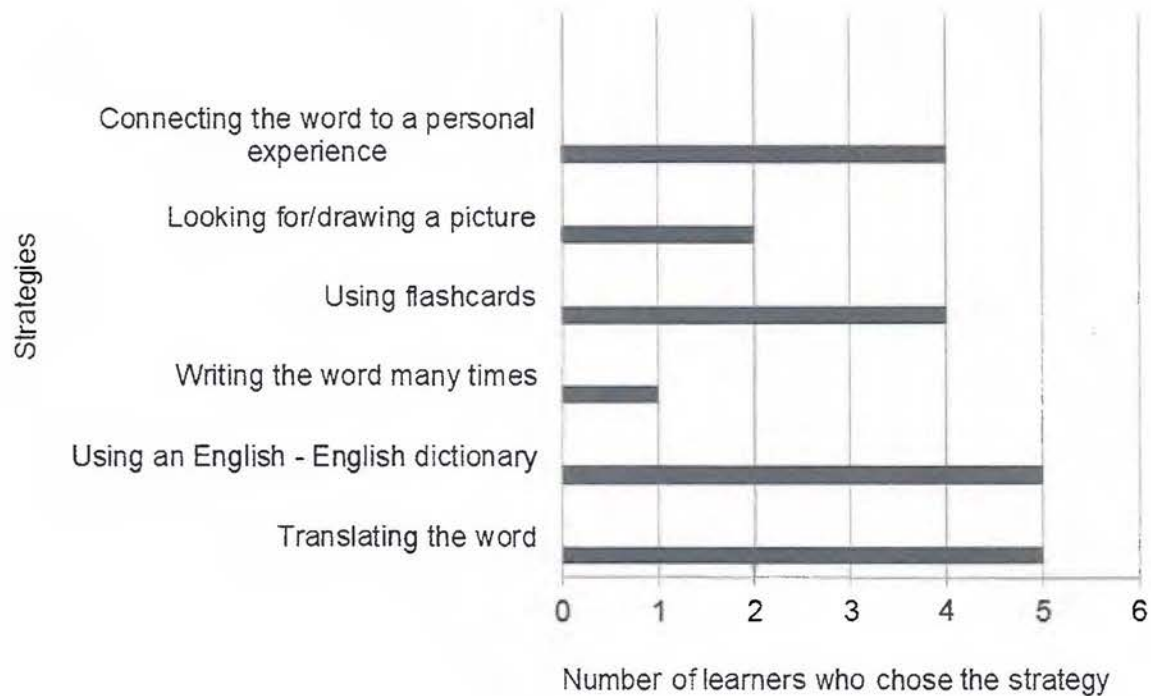 Connecting the word to a personal
experience
Looking for/drawing a picture
Using flashcards
Writing the word many times
Using an English - English dictionary
Translating the word
Strategies
0 1 2 3 4 5 6
Number of learners who chose the strategy